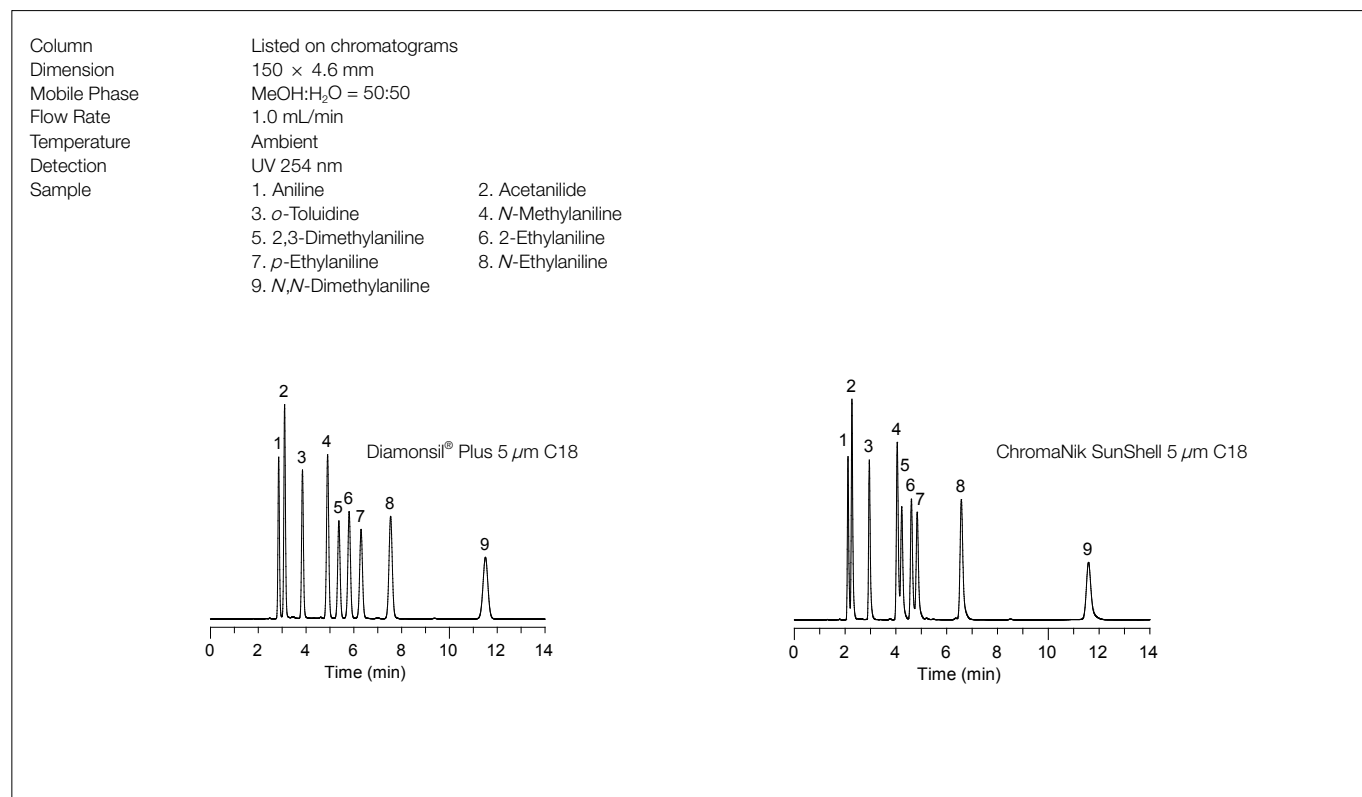 Column Listed on chromatograms
Dimension 150 × 4.6 mm
Mobile Phase MeOH:H₂O = 50:50
Flow Rate 1.0 mL/min
Temperature Ambient
Detection UV 254 nm
Sample 1. Aniline 2. Acetanilide
3. o-Toluidine 4. N-Methylaniline
5. 2,3-Dimethylaniline 6. 2-Ethylaniline
7. p-Ethylaniline 8. N-Ethylaniline
9. N,N-Dimethylaniline
Diamonsil® Plus 5 µm C18
1 2 3 4 5 6 7 8 9
0 2 4 6 8 10 12 14
Time (min)
ChromaNik SunShell 5 µm C18
1 2 3 4 5 6 7 8 9
0 2 4 6 8 10 12 14
Time (min)